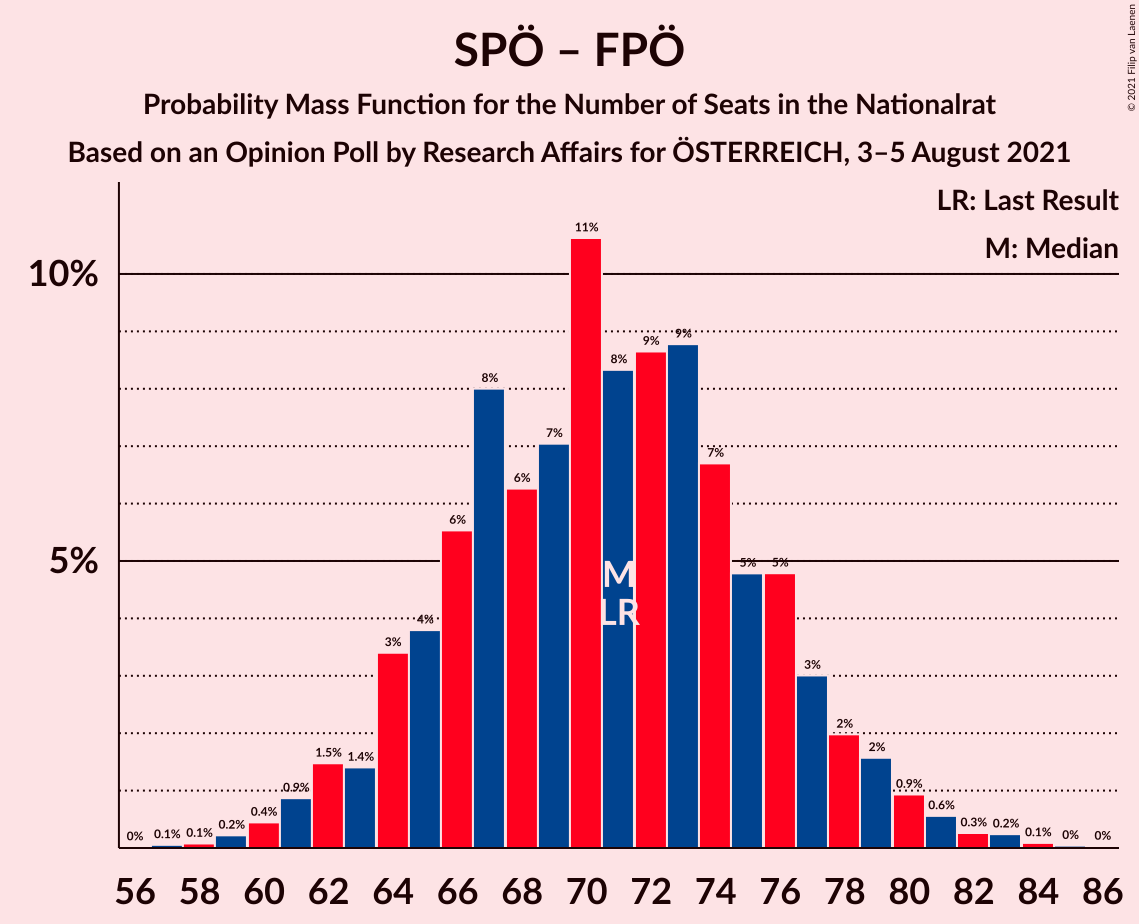 SPÖ – FPÖ
Probability Mass Function for the Number of Seats in the Nationalrat
Based on an Opinion Poll by Research Affairs for ÖSTERREICH, 3–5 August 2021
© 2021 Filip van Laenen
LR: Last Result
M: Median
10%
5%
0% 0.1% 0.1% 0.2% 0.4% 0.9% 1.5% 1.4% 3% 4% 6% 8% 6% 7% 11% 8% 9% 9% 7% 5% 5% 3% 2% 2% 0.9% 0.6% 0.3% 0.2% 0.1% 0% 0%
M
LR
56 58 60 62 64 66 68 70 72 74 76 78 80 82 84 86